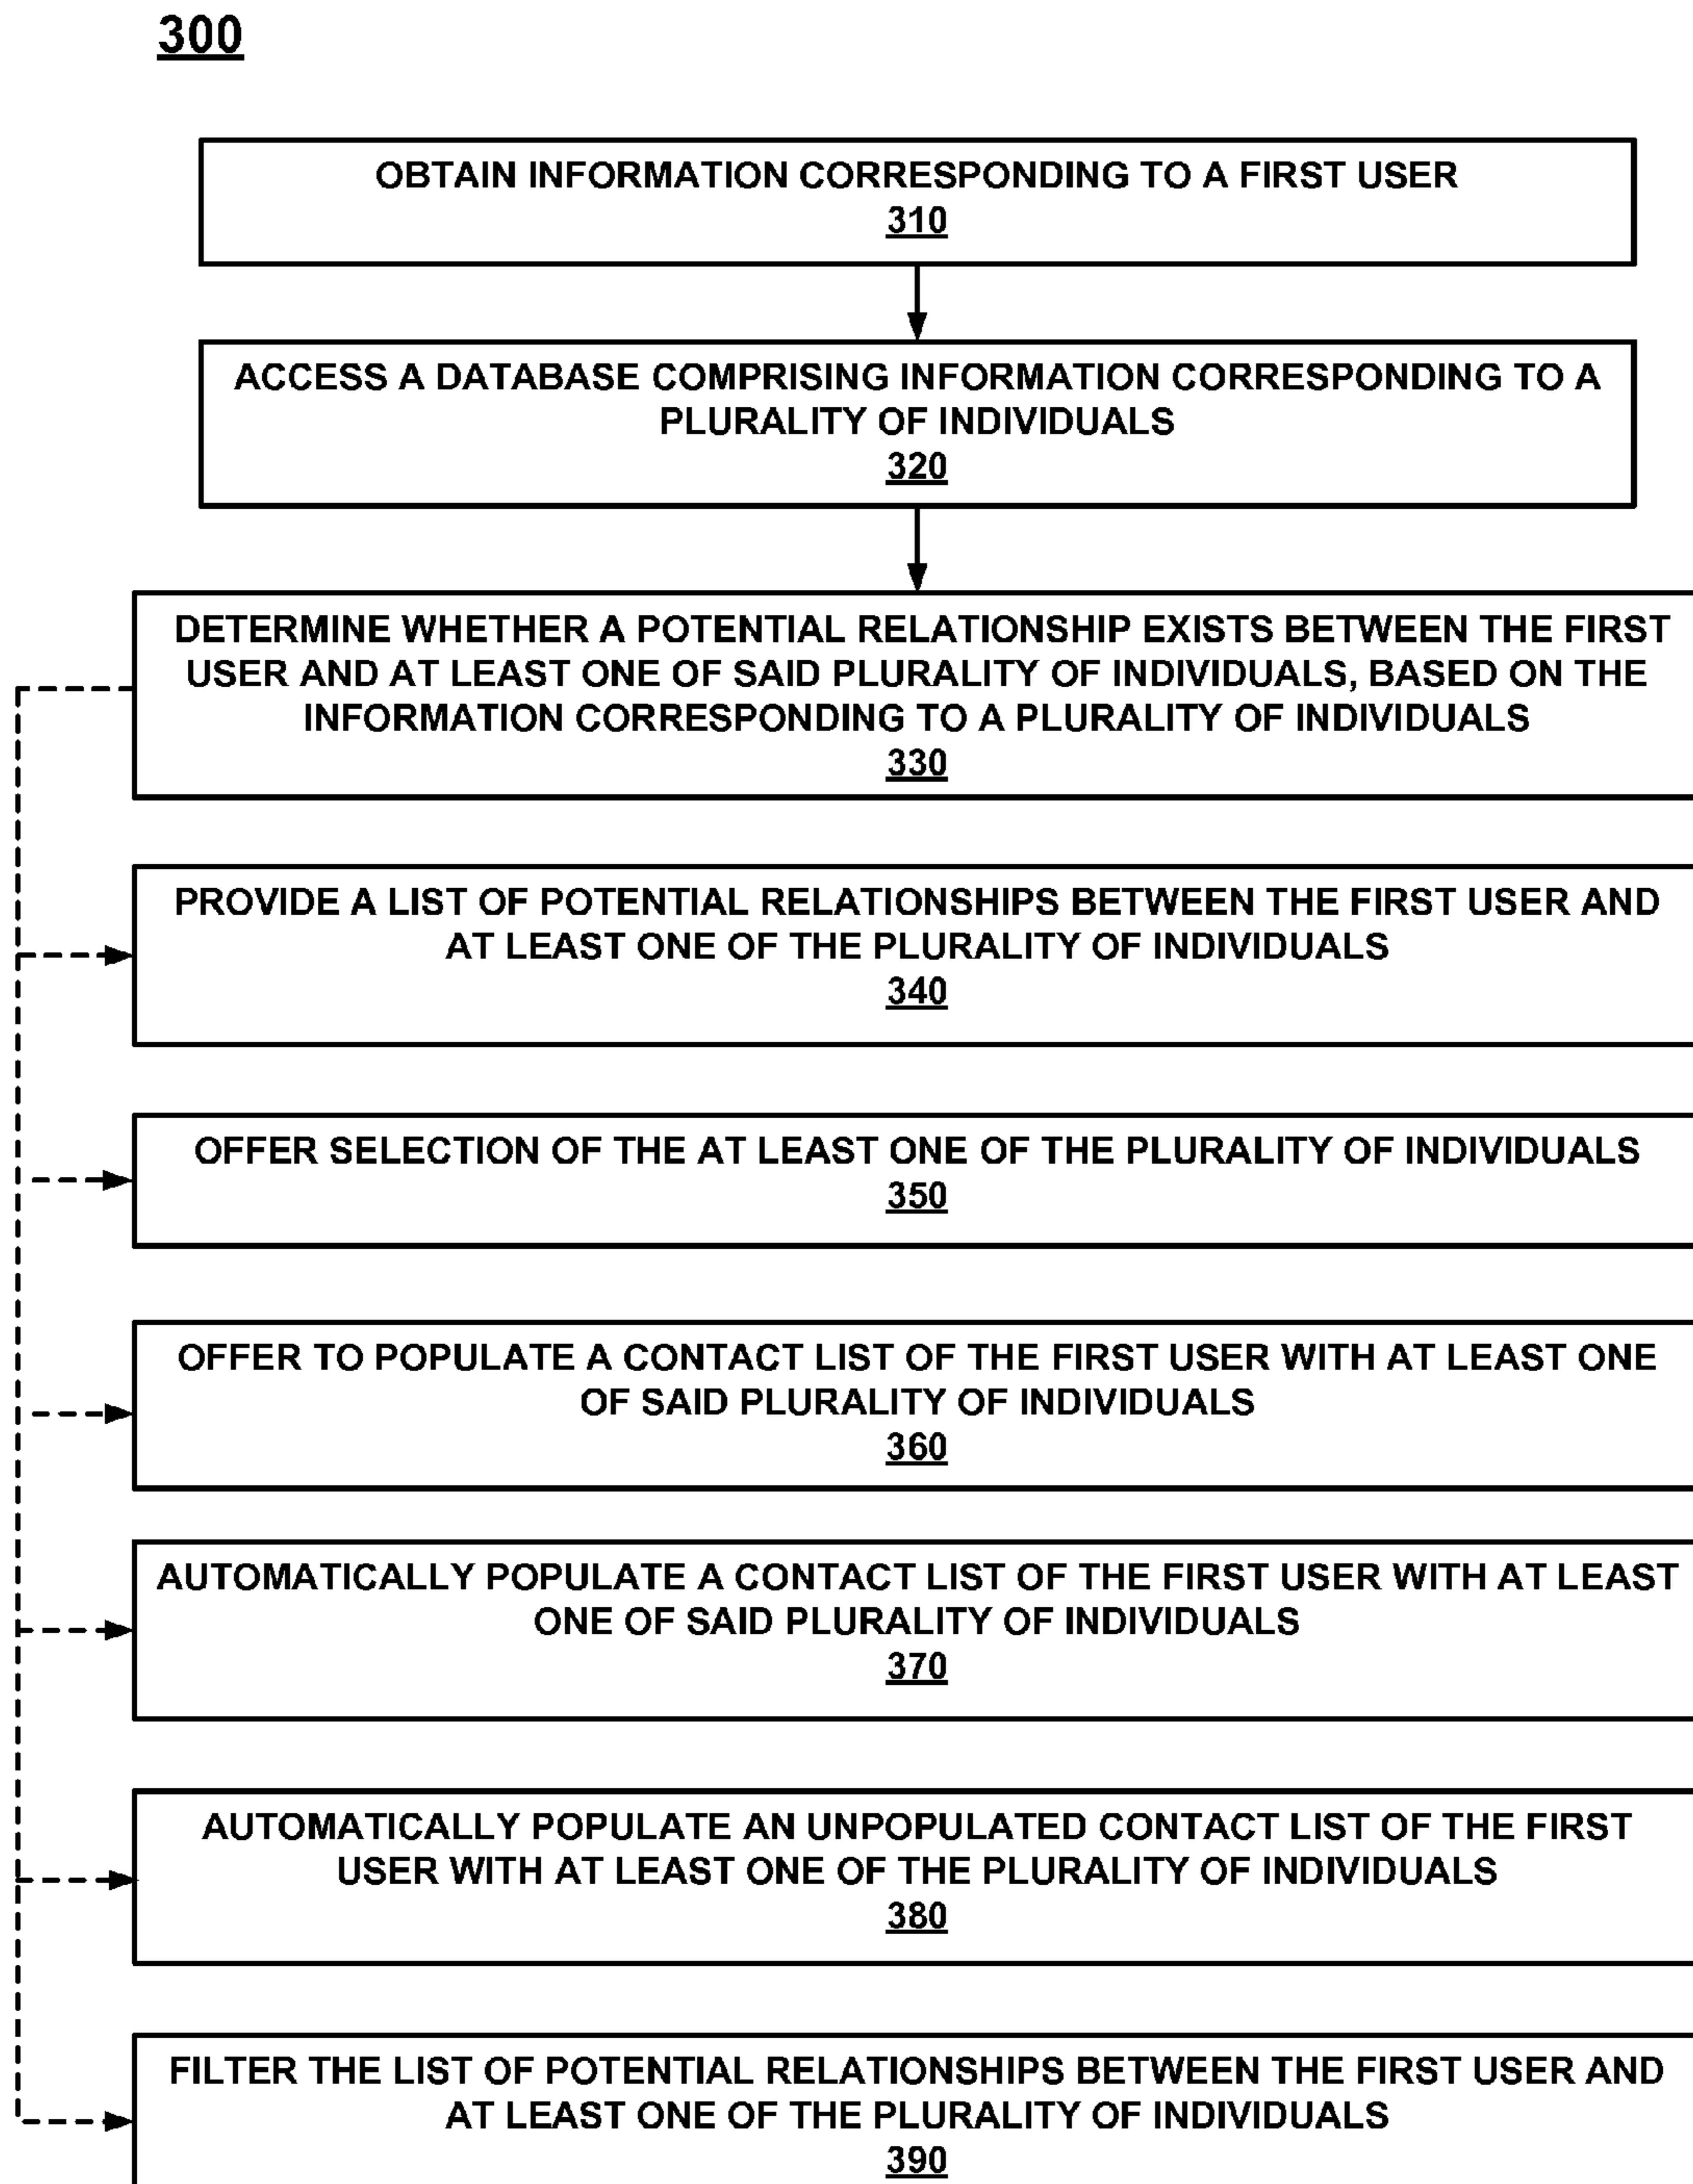 300
OBTAIN INFORMATION CORRESPONDING TO A FIRST USER
310
ACCESS A DATABASE COMPRISING INFORMATION CORRESPONDING TO A
PLURALITY OF INDIVIDUALS
320
DETERMINE WHETHER A POTENTIAL RELATIONSHIP EXISTS BETWEEN THE FIRST
USER AND AT LEAST ONE OF SAID PLURALITY OF INDIVIDUALS, BASED ON THE
INFORMATION CORRESPONDING TO A PLURALITY OF INDIVIDUALS
330
PROVIDE A LIST OF POTENTIAL RELATIONSHIPS BETWEEN THE FIRST USER AND
AT LEAST ONE OF THE PLURALITY OF INDIVIDUALS
340
OFFER SELECTION OF THE AT LEAST ONE OF THE PLURALITY OF INDIVIDUALS
350
OFFER TO POPULATE A CONTACT LIST OF THE FIRST USER WITH AT LEAST ONE
OF SAID PLURALITY OF INDIVIDUALS
360
AUTOMATICALLY POPULATE A CONTACT LIST OF THE FIRST USER WITH AT LEAST
ONE OF SAID PLURALITY OF INDIVIDUALS
370
AUTOMATICALLY POPULATE AN UNPOPULATED CONTACT LIST OF THE FIRST
USER WITH AT LEAST ONE OF THE PLURALITY OF INDIVIDUALS
380
FILTER THE LIST OF POTENTIAL RELATIONSHIPS BETWEEN THE FIRST USER AND
AT LEAST ONE OF THE PLURALITY OF INDIVIDUALS
390